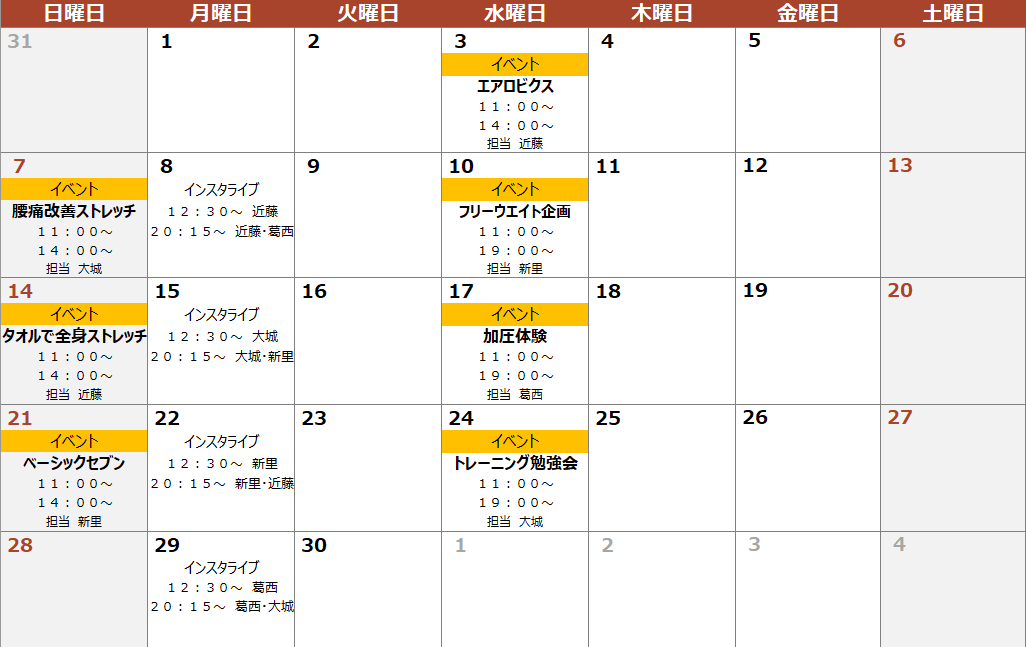 日曜日 月曜日 火曜日 水曜日 木曜日 金曜日 土曜日
31 1 2 3 4 5 6
イベント
エアロビクス
11:00～
14:00～
担当 近藤
7 8 9 10 11 12 13
イベント
腰痛改善ストレッチ
11:00～
14:00～
担当 大城
インスタライブ
12:30～ 近藤
20:15～ 近藤・葛西
イベント
フリーウエイト企画
11:00～
19:00～
担当 新里
14 15 16 17 18 19 20
イベント
タオルで全身ストレッチ
11:00～
14:00～
担当 近藤
インスタライブ
12:30～ 大城
20:15～ 大城・新里
イベント
加圧体験
11:00～
19:00～
担当 葛西
21 22 23 24 25 26 27
イベント
ベーシックセブン
11:00～
14:00～
担当 新里
インスタライブ
12:30～ 新里
20:15～ 新里・近藤
イベント
トレーニング勉強会
11:00～
19:00～
担当 大城
28 29 30 1 2 3 4
インスタライブ
12:30～ 葛西
20:15～ 葛西・大城